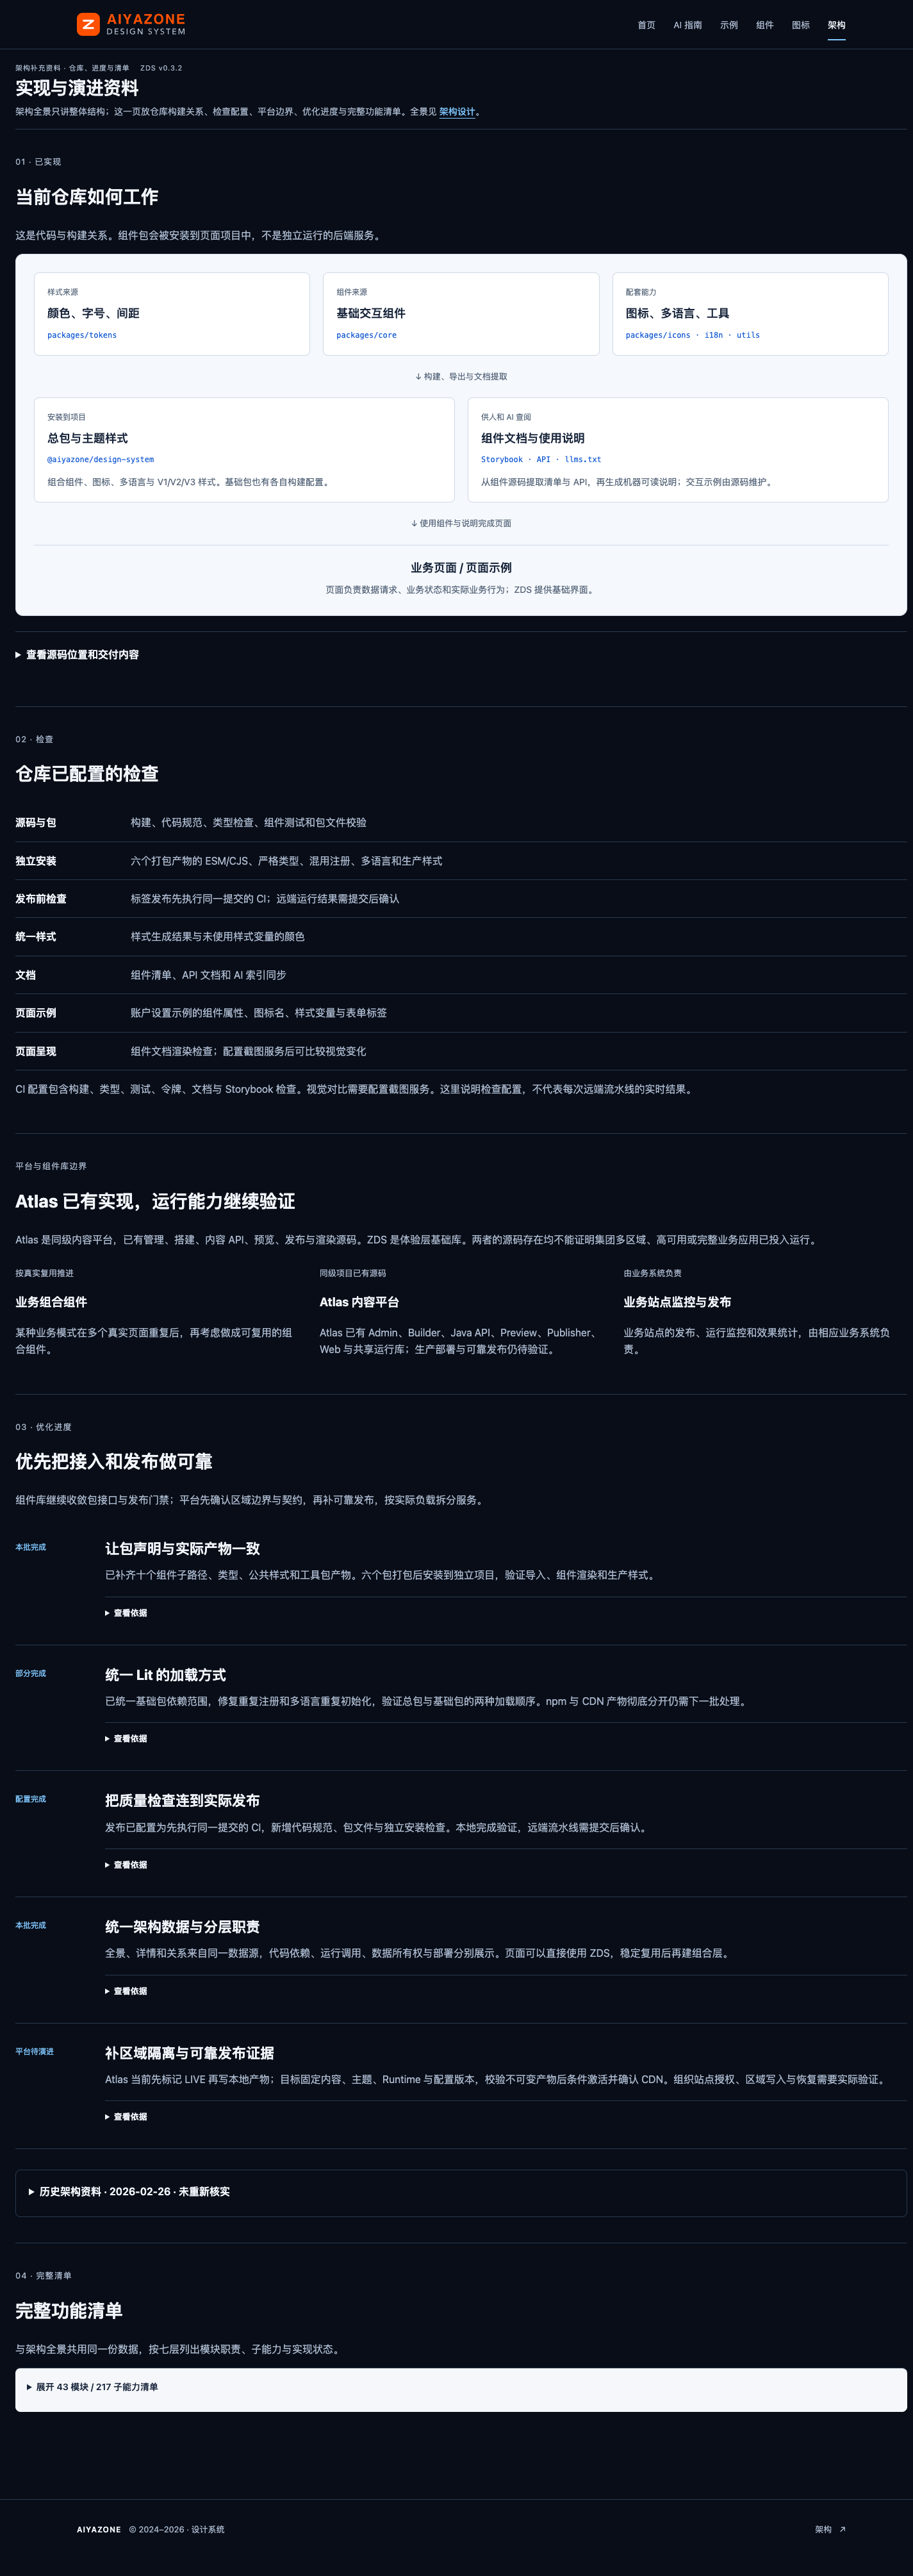 AIYAZONE
DESIGN SYSTEM
首页 AI 指南 示例 组件 图标 架构
架构补充资料 · 仓库、进度与清单 ZDS v0.3.2
实现与演进资料
架构全景只讲整体结构；这一页放仓库构建关系、检查配置、平台边界、优化进度与完整功能清单。全景见 架构设计。
01 · 已实现
当前仓库如何工作
这是代码与构建关系。组件包会被安装到页面项目中，不是独立运行的后端服务。
样式来源
颜色、字号、间距
packages/tokens
组件来源
基础交互组件
packages/core
配套能力
图标、多语言、工具
packages/icons · i18n · utils
↓ 构建、导出与文档提取
安装到项目
总包与主题样式
@aiyazone/design-system
组合组件、图标、多语言与 V1/V2/V3 样式。基础包也有各自构建配置。
供人和 AI 查阅
组件文档与使用说明
Storybook · API · llms.txt
从组件源码提取清单与 API，再生成机器可读说明；交互示例由源码维护。
↓ 使用组件与说明完成页面
业务页面 / 页面示例
页面负责数据请求、业务状态和实际业务行为；ZDS 提供基础界面。
▶ 查看源码位置和交付内容
02 · 检查
仓库已配置的检查
源码与包 构建、代码规范、类型检查、组件测试和包文件校验
独立安装 六个打包产物的 ESM/CJS、严格类型、混用注册、多语言和生产样式
发布前检查 标签发布先执行同一提交的 CI；远端运行结果需提交后确认
统一样式 样式生成结果与未使用样式变量的颜色
文档 组件清单、API 文档和 AI 索引同步
页面示例 账户设置示例的组件属性、图标名、样式变量与表单标签
页面呈现 组件文档渲染检查；配置截图服务后可比较视觉变化
CI 配置包含构建、类型、测试、令牌、文档与 Storybook 检查。视觉对比需要配置截图服务。这里说明检查配置，不代表每次远端流水线的实时结果。
平台与组件库边界
Atlas 已有实现，运行能力继续验证
Atlas 是同级内容平台，已有管理、搭建、内容 API、预览、发布与渲染源码。ZDS 是体验层基础库。两者的源码存在均不能证明集团多区域、高可用或完整业务应用已投入运行。
按真实复用推进
业务组合组件
某种业务模式在多个真实页面重复后，再考虑做成可复用的组
合组件。
同级项目已有源码
Atlas 内容平台
Atlas 已有 Admin、Builder、Java API、Preview、Publisher、
Web 与共享运行库；生产部署与可靠发布仍待验证。
由业务系统负责
业务站点监控与发布
业务站点的发布、运行监控和效果统计，由相应业务系统负
责。
03 · 优化进度
优先把接入和发布做可靠
组件库继续收敛包接口与发布门禁；平台先确认区域边界与契约，再补可靠发布，按实际负载拆分服务。
本批完成
让包声明与实际产物一致
已补齐十个组件子路径、类型、公共样式和工具包产物。六个包打包后安装到独立项目，验证导入、组件渲染和生产样式。
▶ 查看依据
部分完成
统一 Lit 的加载方式
已统一基础包依赖范围，修复重复注册和多语言重复初始化，验证总包与基础包的两种加载顺序。npm 与 CDN 产物彻底分开仍需下一批处理。
▶ 查看依据
配置完成
把质量检查连到实际发布
发布已配置为先执行同一提交的 CI，新增代码规范、包文件与独立安装检查。本地完成验证，远端流水线需提交后确认。
▶ 查看依据
本批完成
统一架构数据与分层职责
全景、详情和关系来自同一数据源，代码依赖、运行调用、数据所有权与部署分别展示。页面可以直接使用 ZDS，稳定复用后再建组合层。
▶ 查看依据
平台待演进
补区域隔离与可靠发布证据
Atlas 当前先标记 LIVE 再写本地产物；目标固定内容、主题、Runtime 与配置版本，校验不可变产物后条件激活并确认 CDN。组织站点授权、区域写入与恢复需要实际验证。
▶ 查看依据
▶ 历史架构资料 · 2026-02-26 · 未重新核实
04 · 完整清单
完整功能清单
与架构全景共用同一份数据，按七层列出模块职责、子能力与实现状态。
▶ 展开 43 模块 / 217 子能力清单
AIYAZONE © 2024–2026 · 设计系统
架构 ↗